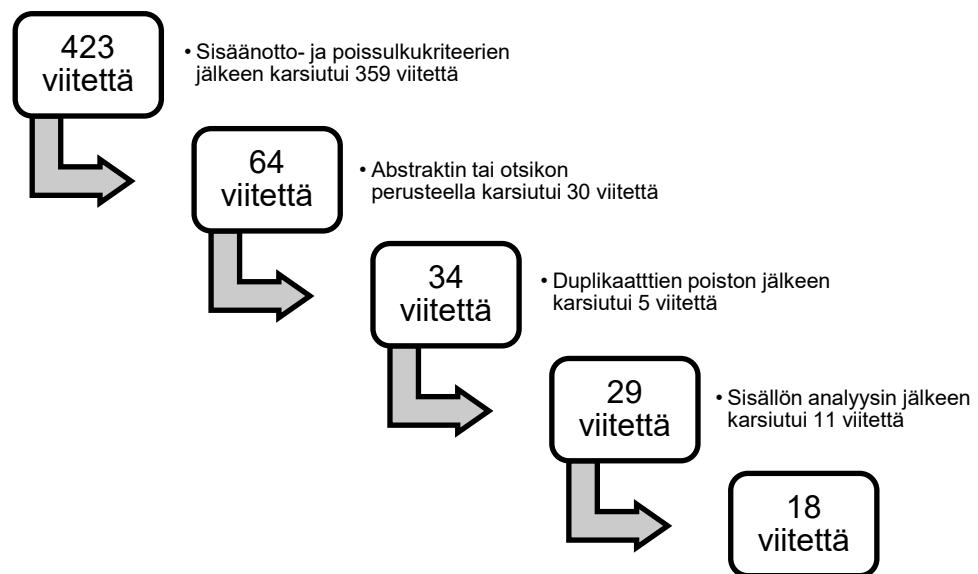 423
viitettä
• Sisäänotto- ja poissulkukriteerien
jälkeen karsiutui 359 viitettä
64
viitettä
• Abstraktin tai otsikon
perusteella karsiutui 30 viitettä
34
viitettä
• Duplikaatttien poiston jälkeen
karsiutui 5 viitettä
29
viitettä
• Sisällön analyysin jälkeen
karsiutui 11 viitettä
18
viitettä